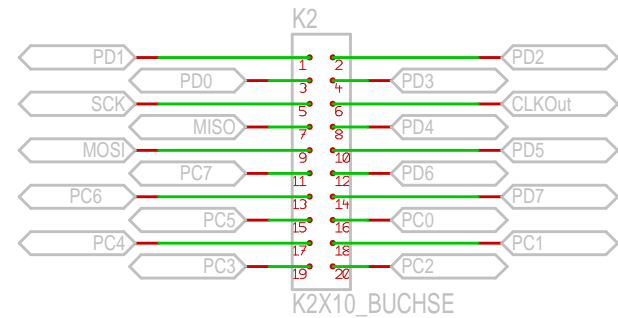 K2
PD1 1 2 PD2
PD0 3 4 PD3
SCK 5 6 CLKOut
MISO 7 8 PD4
MOSI 9 10 PD5
PC7 11 12 PD6
PC6 13 14 PD7
PC5 15 16 PC0
PC4 17 18 PC1
PC3 19 20 PC2
K2X10_BUCHSE